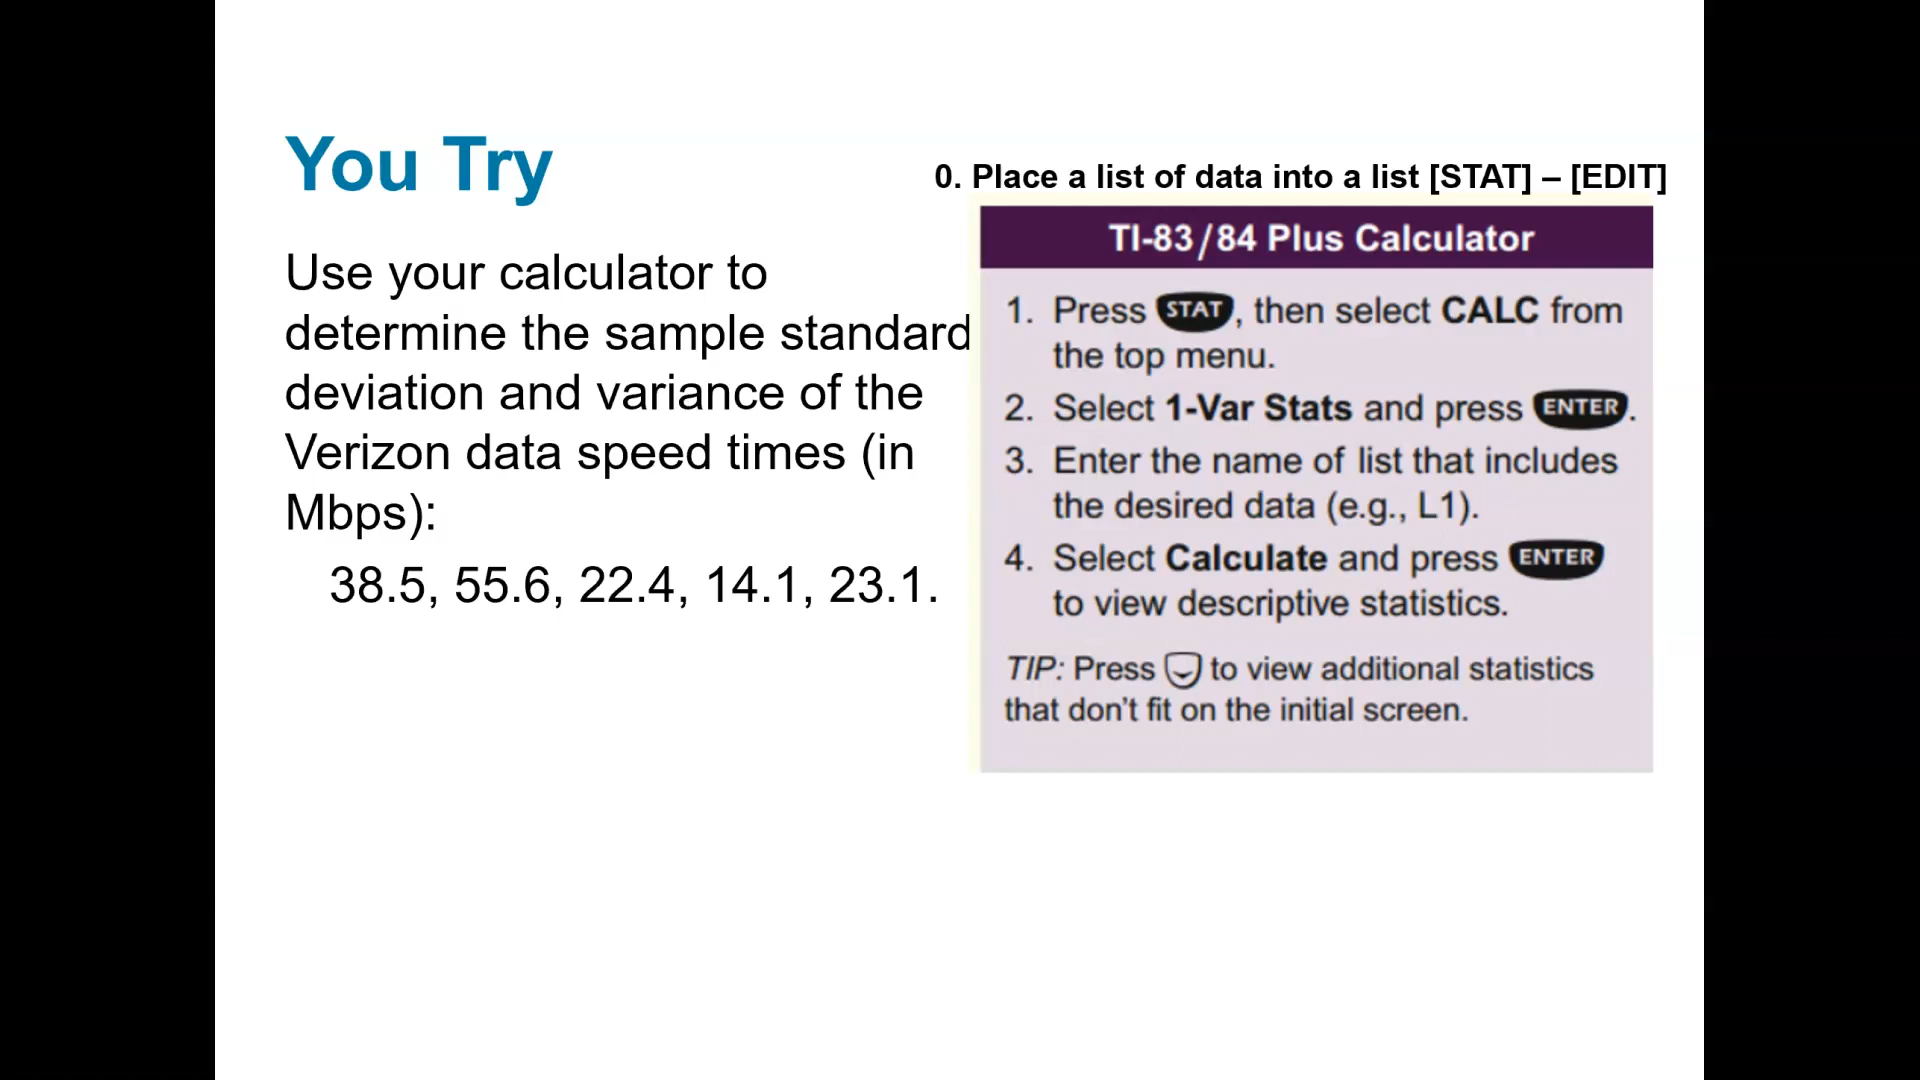 You Try
Use your calculator to
determine the sample standard
deviation and variance of the
Verizon data speed times (in
Mbps):
38.5, 55.6, 22.4, 14.1, 23.1.
0. Place a list of data into a list [STAT] – [EDIT]
TI-83/84 Plus Calculator
1. Press STAT, then select CALC from
the top menu.
2. Select 1-Var Stats and press ENTER.
3. Enter the name of list that includes
the desired data (e.g., L1).
4. Select Calculate and press ENTER
to view descriptive statistics.
TIP: Press to view additional statistics
that don't fit on the initial screen.